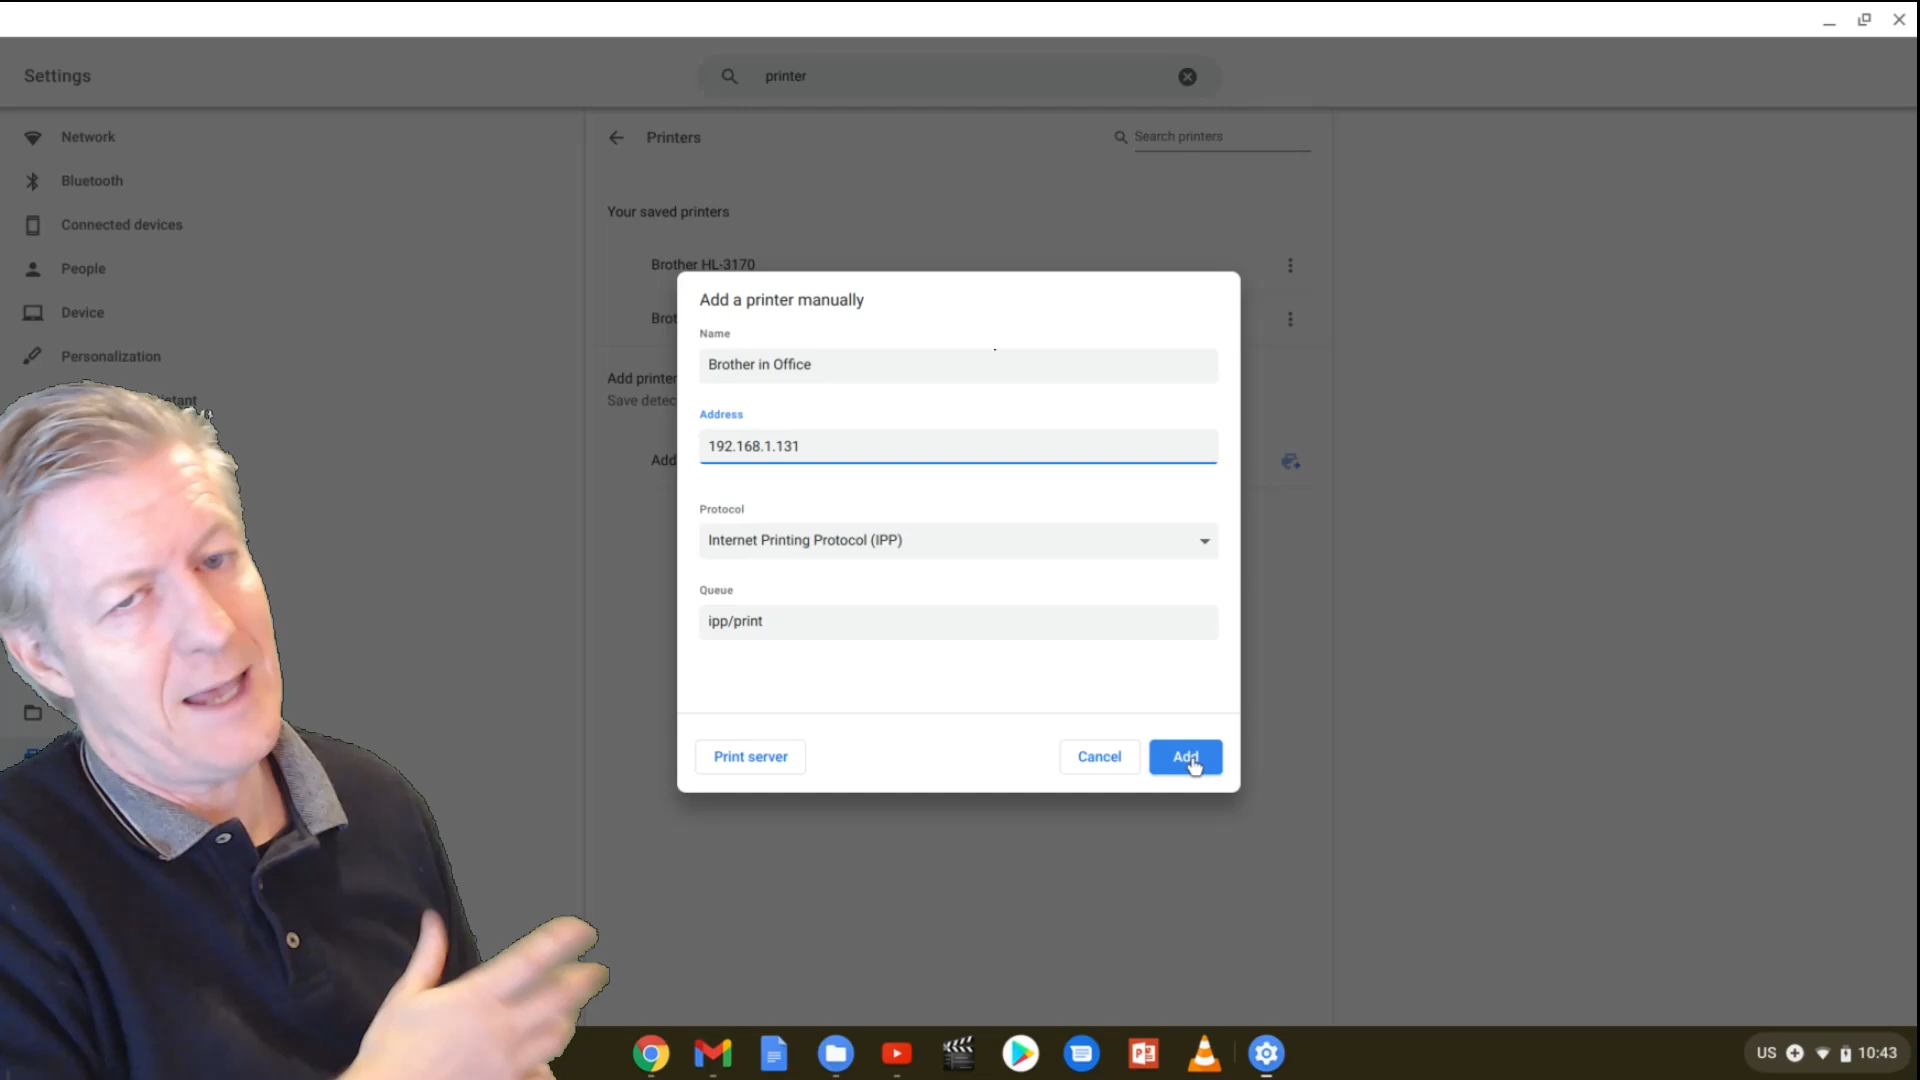 Settings
printer
Network
Bluetooth
Connected devices
People
Device
Personalization
stant
Printers
Search printers
Your saved printers
Brother HL-3170
Brot
Add printer
Save detec
Add
Add a printer manually
Name
Brother in Office
Address
192.168.1.131
Protocol
Internet Printing Protocol (IPP)
Queue
ipp/print
Print server
Cancel
Add
US
10:43